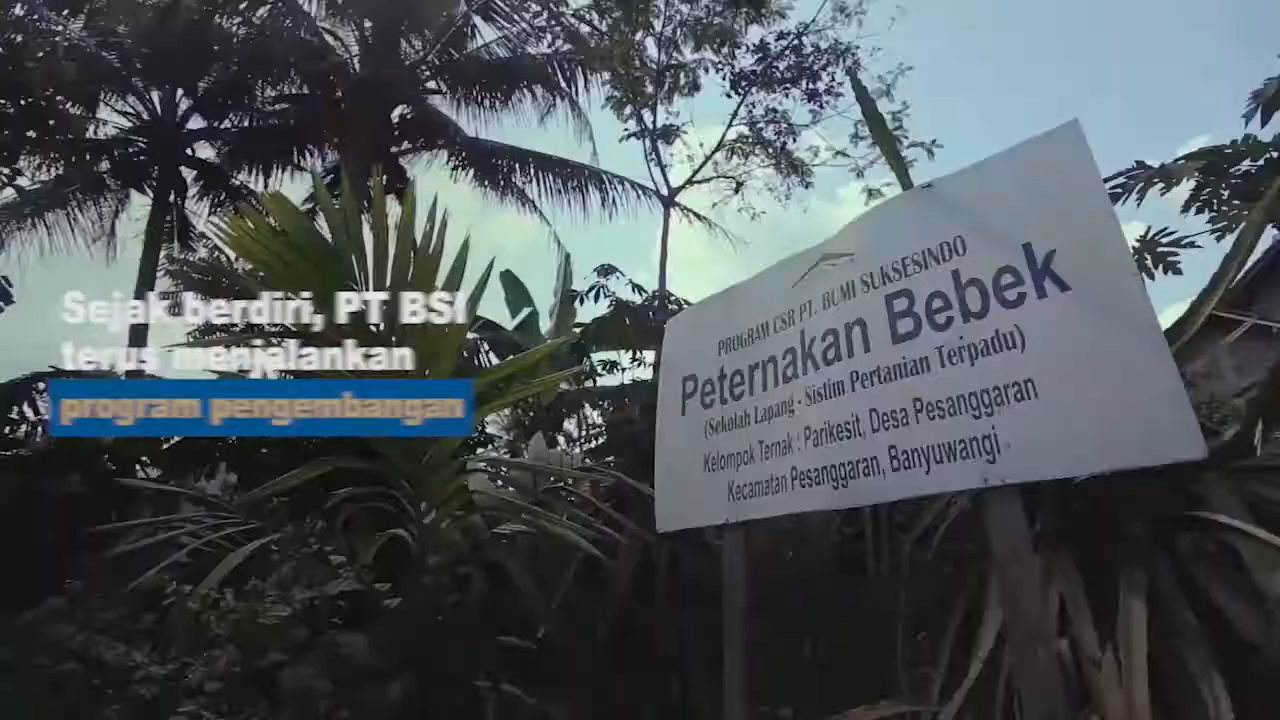 Sejak berdiri, PT BSI
terus menjalankan
program pengembangan
PROGRAM CSR PT. BUMI SUKSESINDO
Peternakan Bebek
(Sekolah Lapang - Sistim Pertanian Terpadu)
Kelompok Ternak : Parikesit, Desa Pesanggaran
Kecamatan Pesanggaran, Banyuwangi